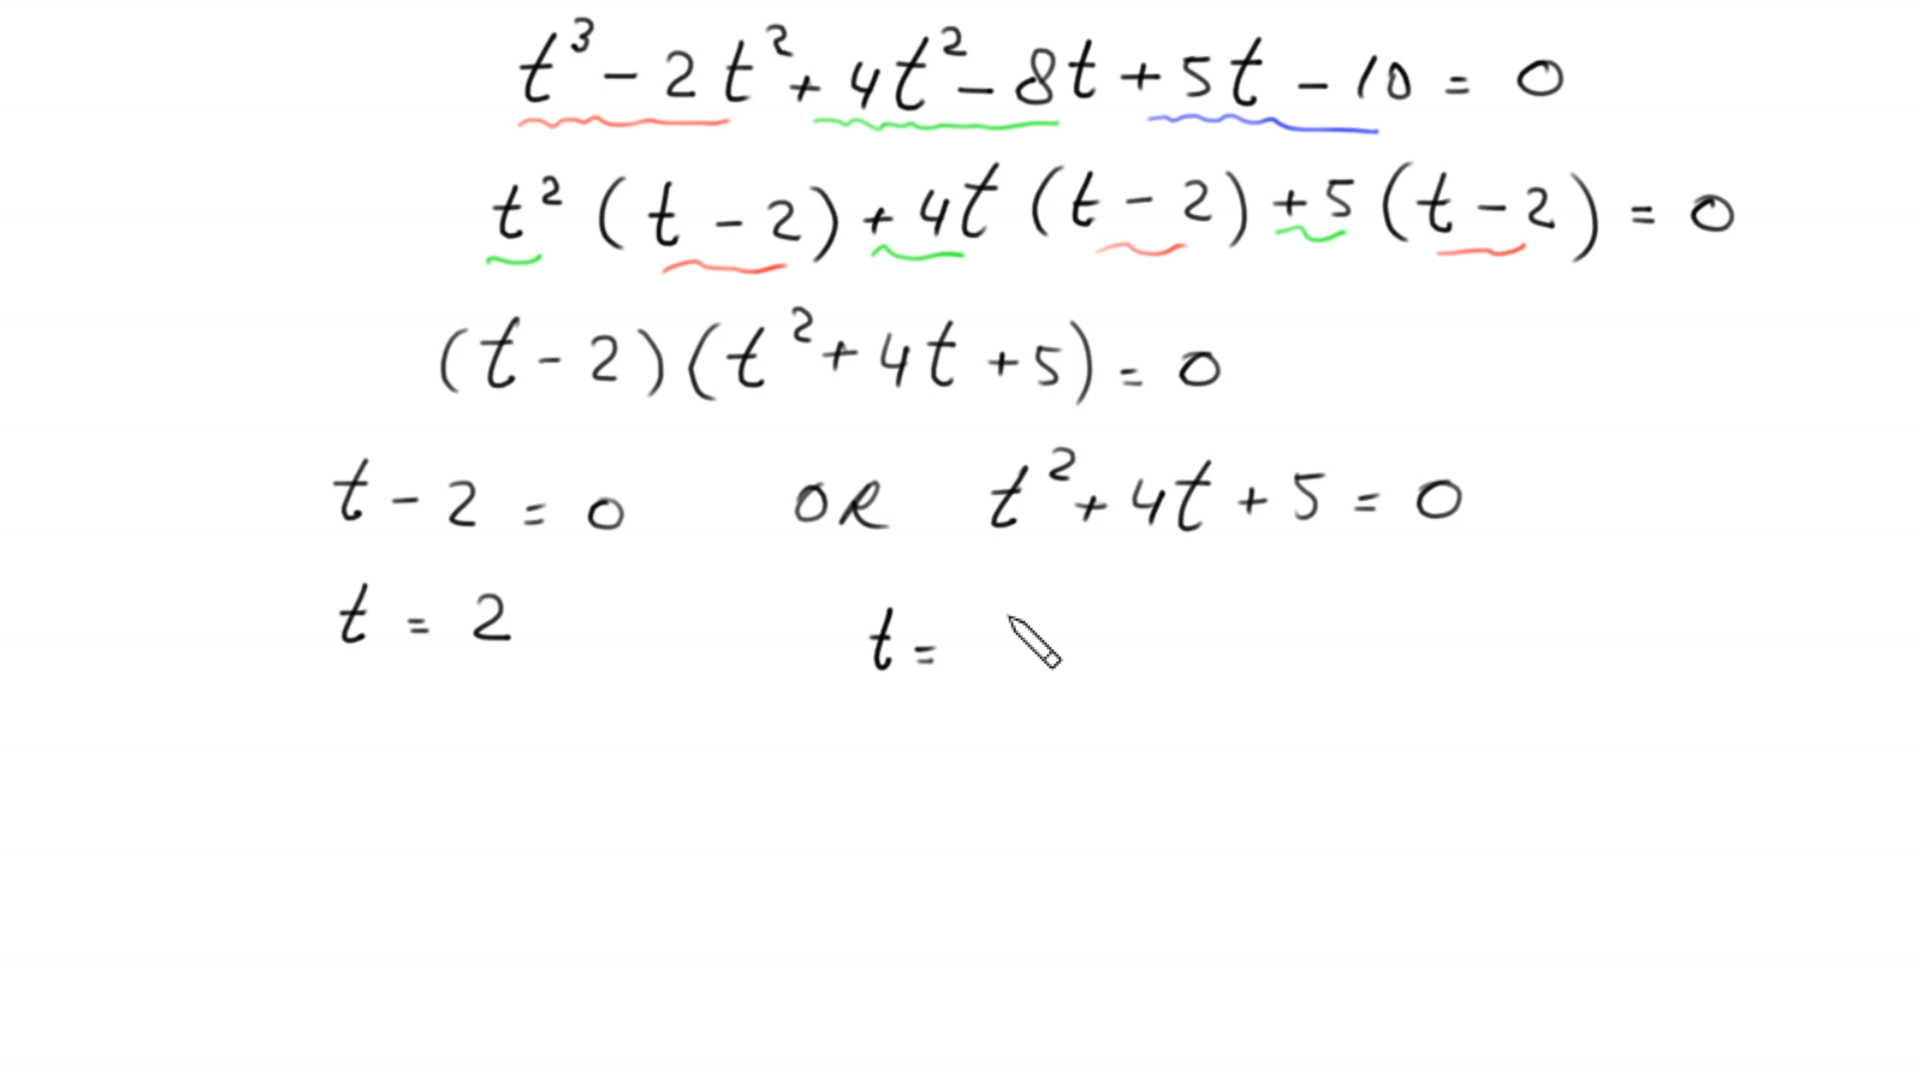 t³ - 2t² + 4t² - 8t + 5t - 10 = 0
t² (t - 2) + 4t (t - 2) + 5 (t - 2) = 0
(t - 2) (t² + 4t + 5) = 0
t - 2 = 0 OR t² + 4t + 5 = 0
t = 2 t =